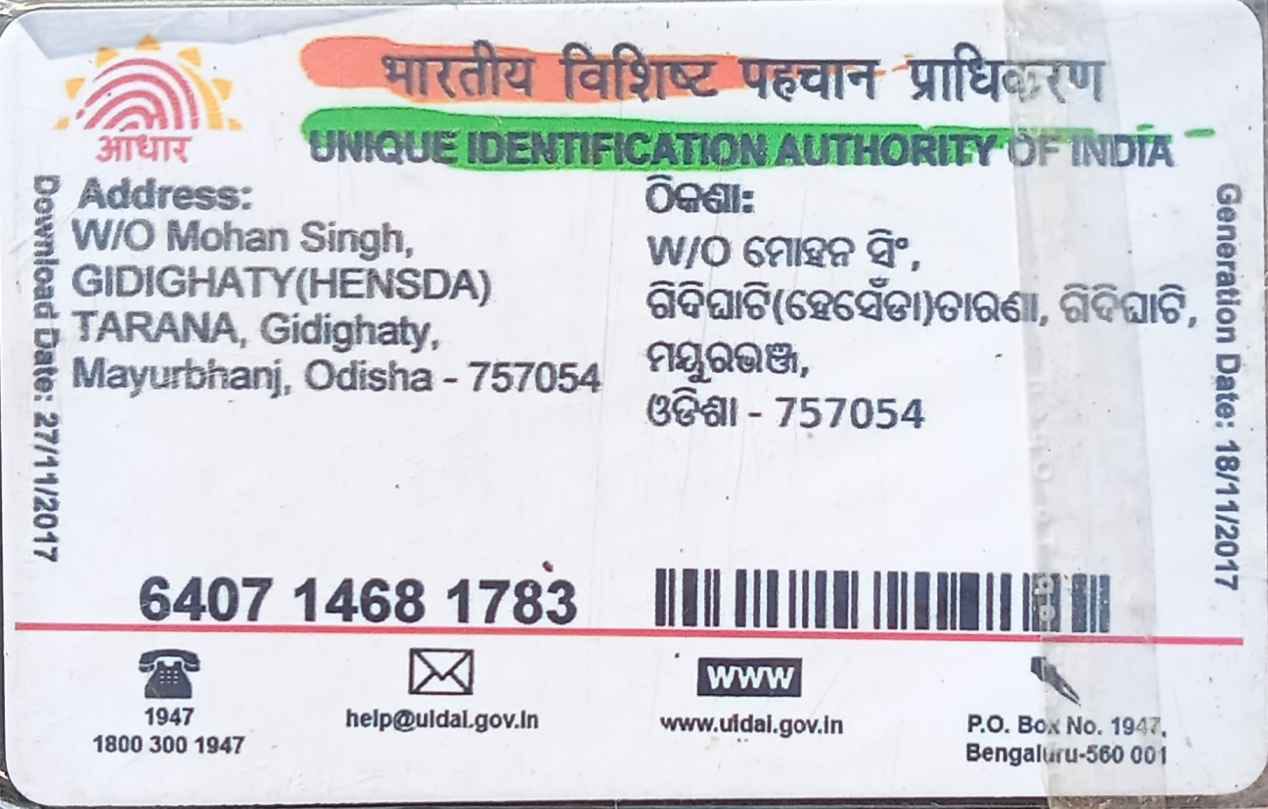 भारतीय विशिष्ट पहचान प्राधिकरण
UNIQUE IDENTIFICATION AUTHORITY OF INDIA
आधार
Download Date: 27/11/2017
Address:
W/O Mohan Singh,
GIDIGHATY(HENSDA)
TARANA, Gidighaty,
Mayurbhanj, Odisha - 757054
ଠିକଣା:
W/O ମୋହନ ସିଂ,
ଗିଦିଘାଟି(ହେସେଁଡା)ତାରଣା, ଗିଦିଘାଟି,
ମୟୁରଭଞ୍ଜ,
ଓଡିଶା - 757054
Generation Date: 18/11/2017
6407 1468 1783
1947
1800 300 1947
help@uidai.gov.in
www
www.uidai.gov.in
P.O. Box No. 1947,
Bengaluru-560 001